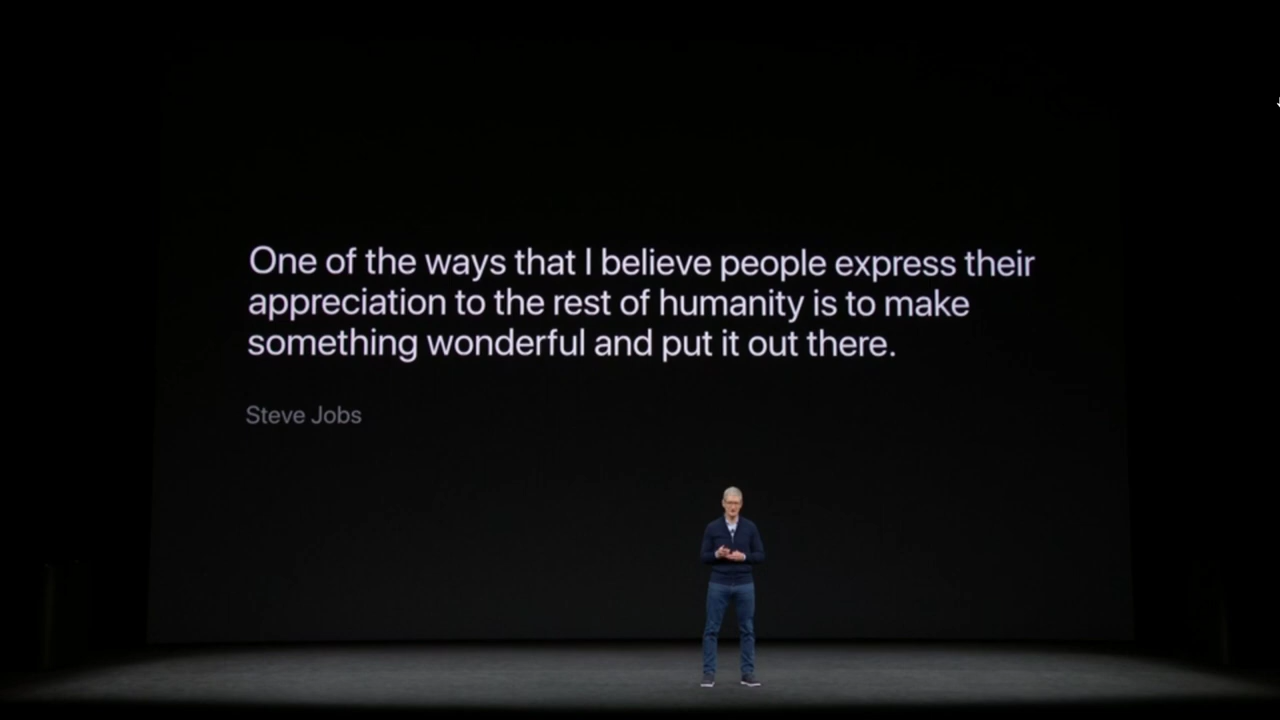 One of the ways that I believe people express their
appreciation to the rest of humanity is to make
something wonderful and put it out there.
Steve Jobs